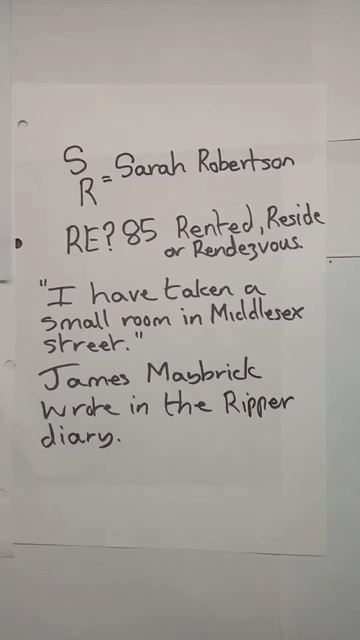 S
R = Sarah Robertson
RE? 85 Rented, Reside
or Rendezvous.
"I have taken a
small room in Middlesex
street."
James Maybrick
wrote in the Ripper
diary.